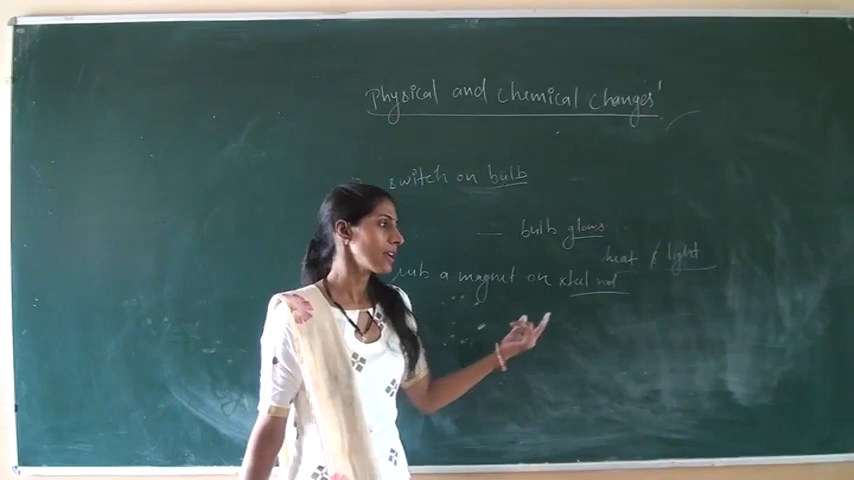 Physical and chemical changes'
switch on bulb
— bulb glows
heat & light
rub a magnet on steel rod